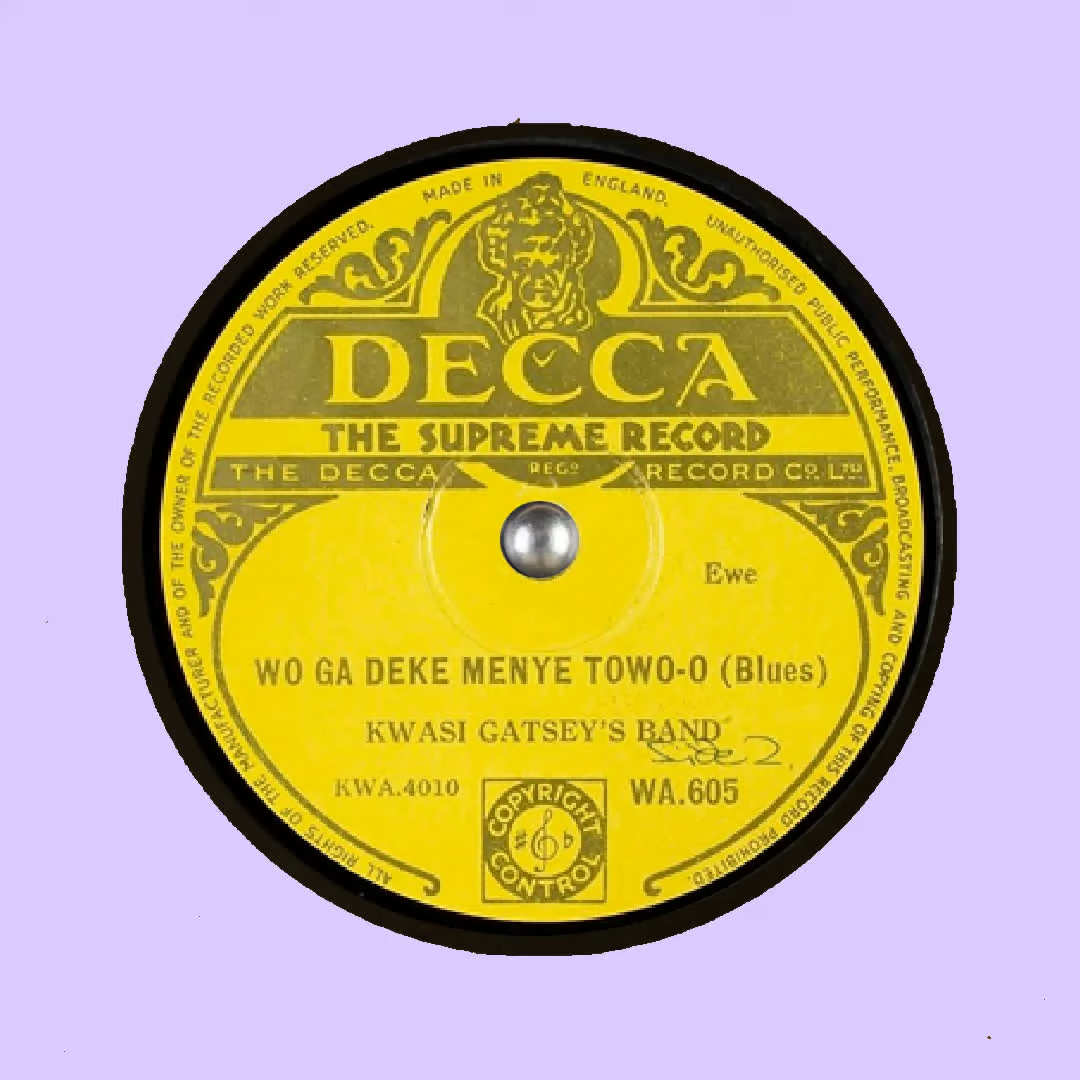 MADE IN ENGLAND.
ALL RIGHTS OF THE MANUFACTURER AND OF THE OWNER OF THE RECORDED WORK RESERVED.
UNAUTHORISED PUBLIC PERFORMANCE, BROADCASTING AND COPYING OF THIS RECORD PROHIBITED.
DECCA
THE SUPREME RECORD
THE DECCA REGD RECORD CO. LTD.
Ewe
WO GA DEKE MENYE TOWO-O (Blues)
KWASI GATSEY'S BAND
Side 2.
KWA.4010
WA.605
COPYRIGHT
CONTROL